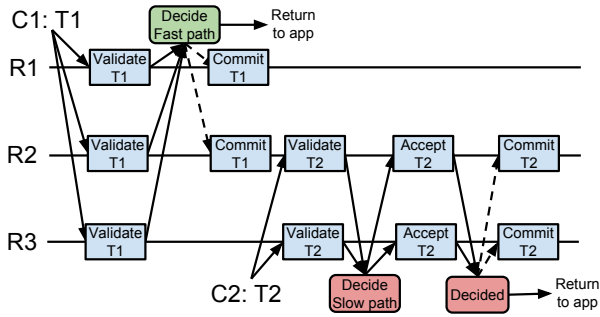 C1: T1
Decide
Fast path
Return
to app
R1
Validate
T1
Commit
T1
R2
Validate
T1
Commit
T1
Validate
T2
Accept
T2
Commit
T2
R3
Validate
T1
Validate
T2
Accept
T2
Commit
T2
C2: T2
Decide
Slow path
Decided
Return
to app